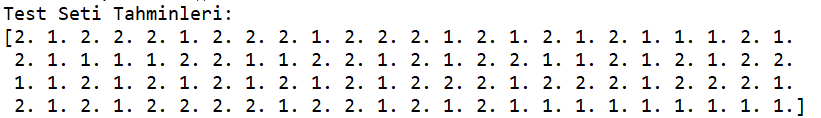 Test Seti Tahminleri:
[2. 1. 2. 2. 2. 1. 2. 2. 2. 1. 2. 2. 2. 1. 2. 1. 2. 1. 2. 1. 1. 1. 2. 1.
2. 1. 1. 1. 1. 2. 2. 1. 1. 2. 2. 1. 2. 1. 2. 2. 1. 1. 2. 1. 2. 1. 2. 2.
1. 1. 2. 1. 2. 1. 2. 1. 2. 1. 2. 1. 2. 2. 2. 1. 2. 2. 2. 1. 2. 2. 2. 1.
2. 1. 2. 1. 2. 2. 2. 2. 1. 2. 2. 1. 2. 1. 2. 1. 1. 1. 1. 1. 1. 1. 1. 1.]